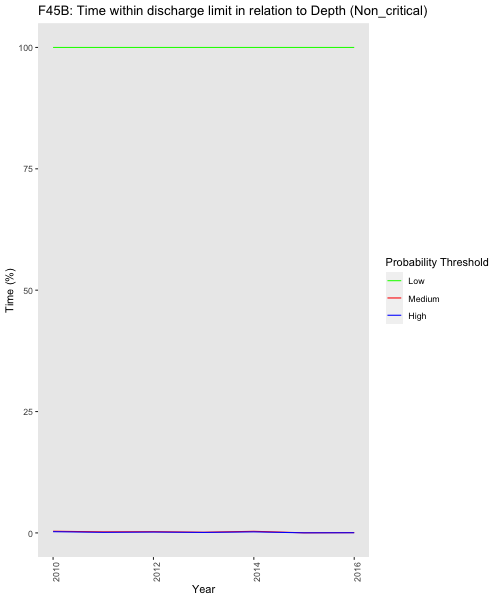 F45B: Time within discharge limit in relation to Depth (Non_critical)
100
75
50
25
0
Time (%)
2010
2012
2014
2016
Year
Probability Threshold
Low
Medium
High